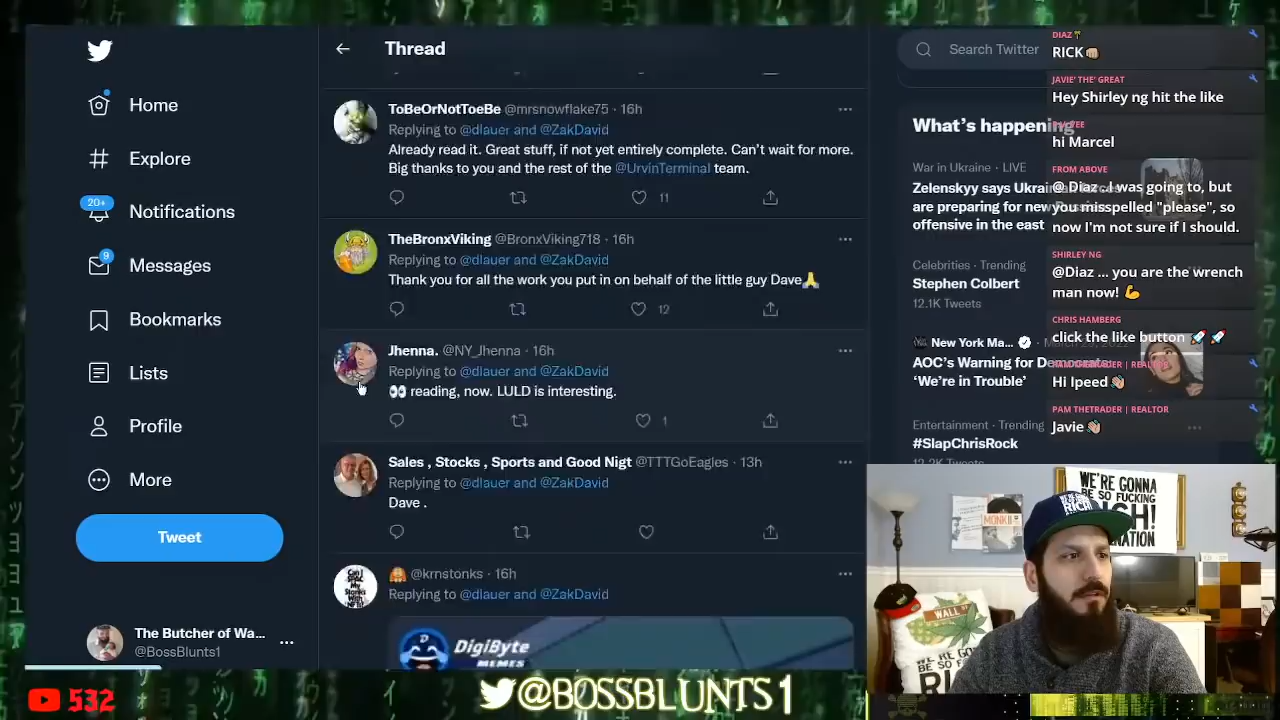 Thread
Search Twitter
Home
Explore
20+
Notifications
9
Messages
Bookmarks
Lists
Profile
More
Tweet
The Butcher of Wa...
@BossBlunts1
ToBeOrNotToeBe @mrsnowflake75 · 16h
Replying to @dlauer and @ZakDavid
Already read it. Great stuff, if not yet entirely complete. Can't wait for more.
Big thanks to you and the rest of the @UrvinTerminal team.
11
TheBronxViking @BronxViking718 · 16h
Replying to @dlauer and @ZakDavid
Thank you for all the work you put in on behalf of the little guy Dave🙏
12
Jhenna. @NY_Jhenna · 16h
Replying to @dlauer and @ZakDavid
👀 reading, now. LULD is interesting.
1
Sales , Stocks , Sports and Good Nigt @TTTGoEagles · 13h
Replying to @dlauer and @ZakDavid
Dave .
@krnstonks · 16h
Replying to @dlauer and @ZakDavid
DigiByte
MEMES
What's happening
War in Ukraine · LIVE
Zelenskyy says Ukrai
are preparing for new
offensive in the east
Celebrities · Trending
Stephen Colbert
12.1K Tweets
New York Ma...
AOC's Warning for Democrats:
'We're in Trouble'
Entertainment · Trending
#SlapChrisRock
DIAZ
RICK👊🏼
JAVIE' THE' GREAT
Hey Shirley ng hit the like
hi Marcel
FROM ABOVE
@ Diaz ... I was going to, but
you misspelled "please", so
now I'm not sure if I should.
SHIRLEY NG
@Diaz ... you are the wrench
man now! 💪
CHRIS HAMBERG
click the like button 🚀 🚀
PAM THETRADER | REALTOR
Hi Ipeed 👋🏼
PAM THETRADER | REALTOR
Javie👋🏼
WE'RE GONNA
BE SO FUCKING
RICH!
NATION
MONK
WALL
532
@BOSSBLUNTS1